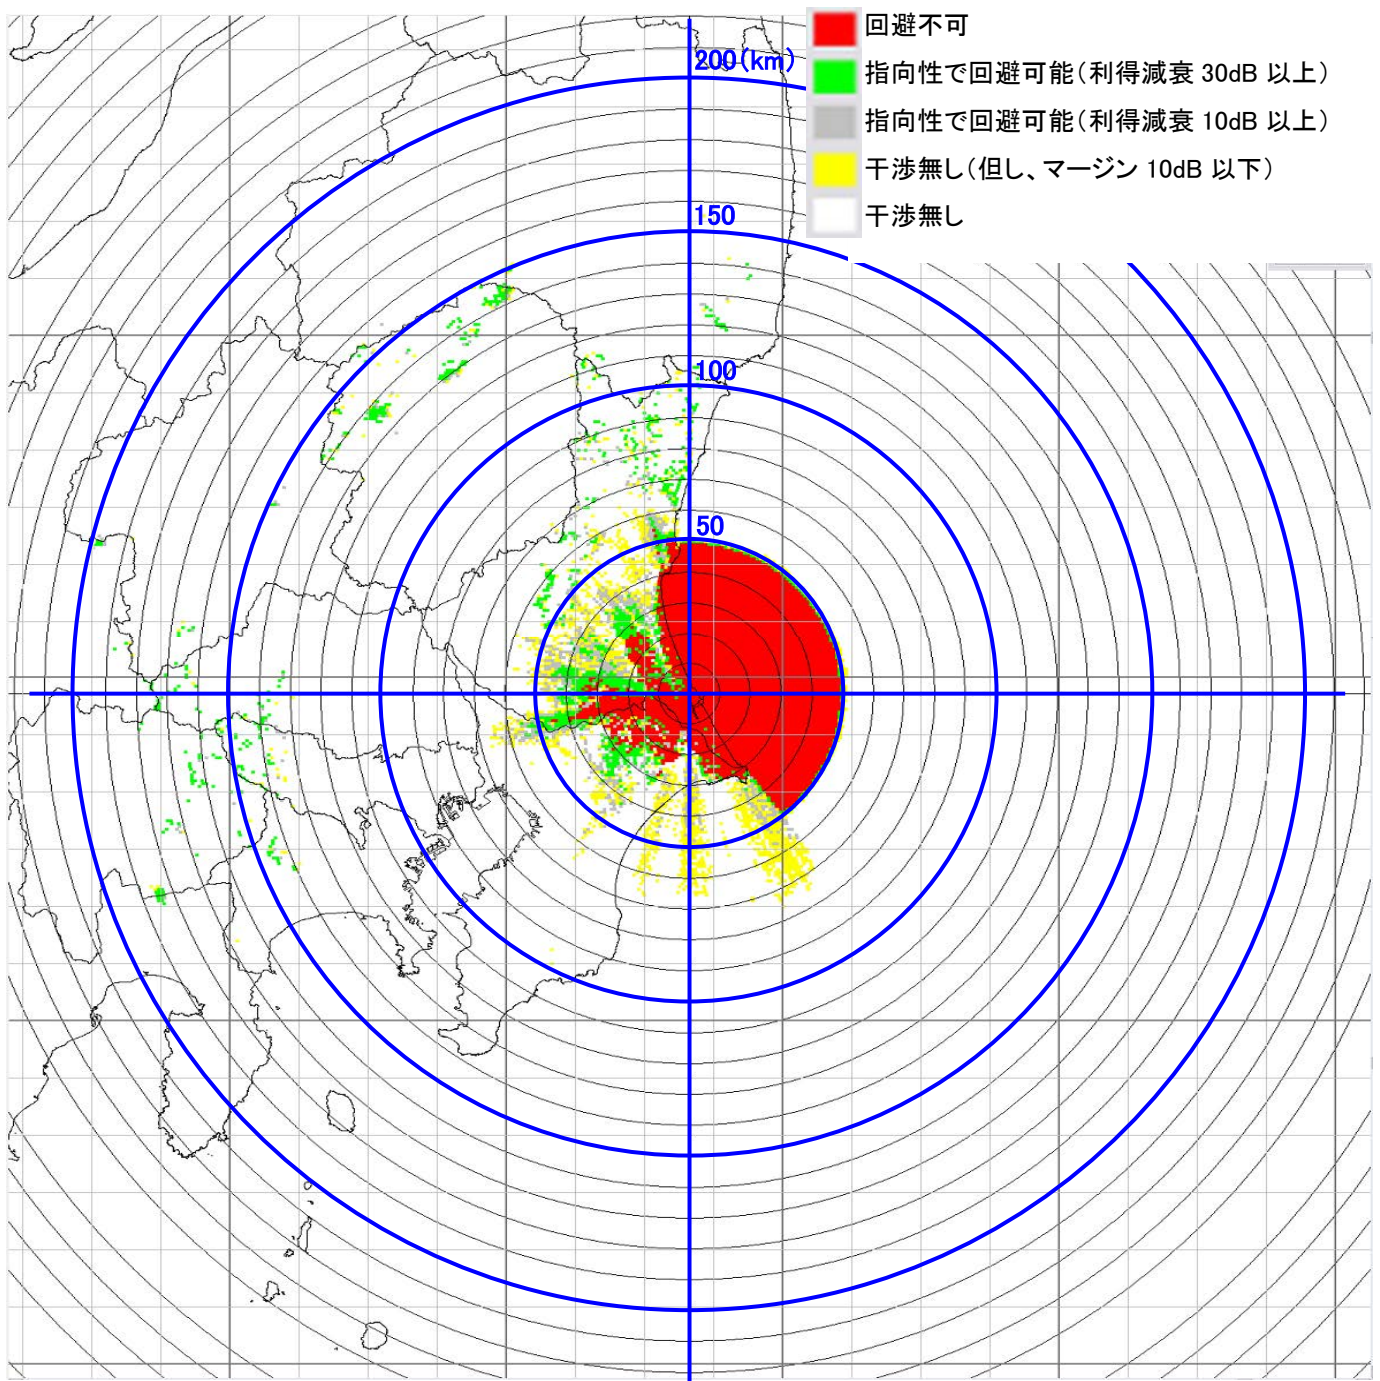 回避不可
指向性で回避可能（利得減衰 30dB 以上）
指向性で回避可能（利得減衰 10dB 以上）
干渉無し（但し、マージン 10dB 以下）
干渉無し
200（km）
150
100
50